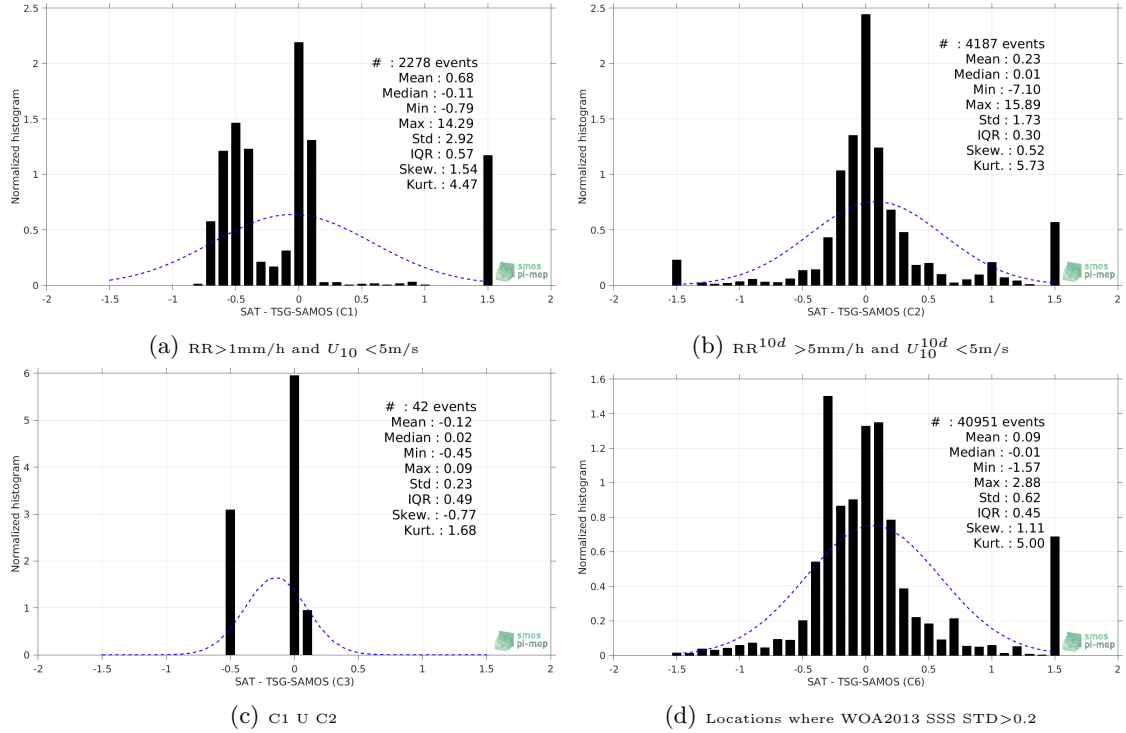 2.5
2
1.5
1
0.5
0
-2
-1.5
-1
-0.5
0
0.5
1
1.5
2
Normalized histogram
SAT - TSG-SAMOS (C1)
# : 2278 events
Mean : 0.68
Median : -0.11
Min : -0.79
Max : 14.29
Std : 2.92
IQR : 0.57
Skew. : 1.54
Kurt. : 4.47
smos
pi-mep
(a) RR>1mm/h and U10 <5m/s
2.5
2
1.5
1
0.5
0
-2
-1.5
-1
-0.5
0
0.5
1
1.5
2
Normalized histogram
SAT - TSG-SAMOS (C2)
# : 4187 events
Mean : 0.23
Median : 0.01
Min : -7.10
Max : 15.89
Std : 1.73
IQR : 0.30
Skew. : 0.52
Kurt. : 5.73
smos
pi-mep
(b) RR^10d >5mm/h and U10^10d <5m/s
6
5
4
3
2
1
0
-2
-1.5
-1
-0.5
0
0.5
1
1.5
2
Normalized histogram
SAT - TSG-SAMOS (C3)
# : 42 events
Mean : -0.12
Median : 0.02
Min : -0.45
Max : 0.09
Std : 0.23
IQR : 0.49
Skew. : -0.77
Kurt. : 1.68
smos
pi-mep
(c) C1 U C2
1.6
1.4
1.2
1
0.8
0.6
0.4
0.2
0
-2
-1.5
-1
-0.5
0
0.5
1
1.5
2
Normalized histogram
SAT - TSG-SAMOS (C6)
# : 40951 events
Mean : 0.09
Median : -0.01
Min : -1.57
Max : 2.88
Std : 0.62
IQR : 0.45
Skew. : 1.11
Kurt. : 5.00
smos
pi-mep
(d) Locations where WOA2013 SSS STD>0.2